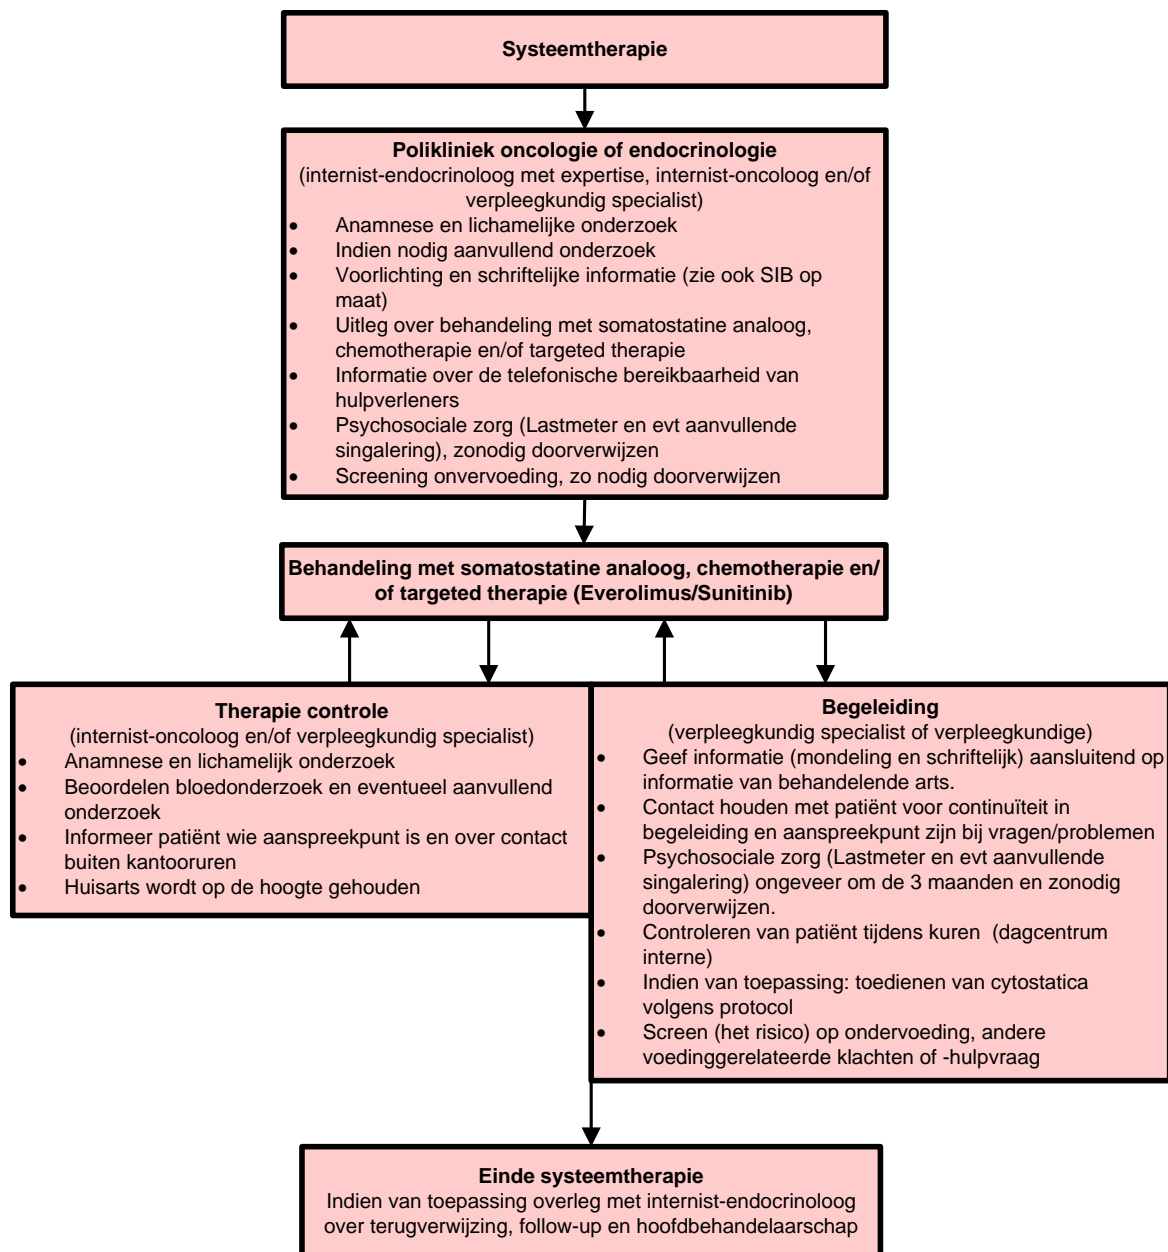 Systeemtherapie
Polikliniek oncologie of endocrinologie
(internist-endocrinoloog met expertise, internist-oncoloog en/of
verpleegkundig specialist)
• Anamnese en lichamelijke onderzoek
• Indien nodig aanvullend onderzoek
• Voorlichting en schriftelijke informatie (zie ook SIB op
maat)
• Uitleg over behandeling met somatostatine analoog,
chemotherapie en/of targeted therapie
• Informatie over de telefonische bereikbaarheid van
hulpverleners
• Psychosociale zorg (Lastmeter en evt aanvullende
singalering), zonodig doorverwijzen
• Screening onvervoeding, zo nodig doorverwijzen
Behandeling met somatostatine analoog, chemotherapie en/
of targeted therapie (Everolimus/Sunitinib)
Therapie controle
(internist-oncoloog en/of verpleegkundig specialist)
• Anamnese en lichamelijk onderzoek
• Beoordelen bloedonderzoek en eventueel aanvullend
onderzoek
• Informeer patiënt wie aanspreekpunt is en over contact
buiten kantooruren
• Huisarts wordt op de hoogte gehouden
Begeleiding
(verpleegkundig specialist of verpleegkundige)
• Geef informatie (mondeling en schriftelijk) aansluitend op
informatie van behandelende arts.
• Contact houden met patiënt voor continuïteit in
begeleiding en aanspreekpunt zijn bij vragen/problemen
• Psychosociale zorg (Lastmeter en evt aanvullende
singalering) ongeveer om de 3 maanden en zonodig
doorverwijzen.
• Controleren van patiënt tijdens kuren (dagcentrum
interne)
• Indien van toepassing: toedienen van cytostatica
volgens protocol
• Screen (het risico) op ondervoeding, andere
voedinggerelateerde klachten of -hulpvraag
Einde systeemtherapie
Indien van toepassing overleg met internist-endocrinoloog
over terugverwijzing, follow-up en hoofdbehandelaarschap